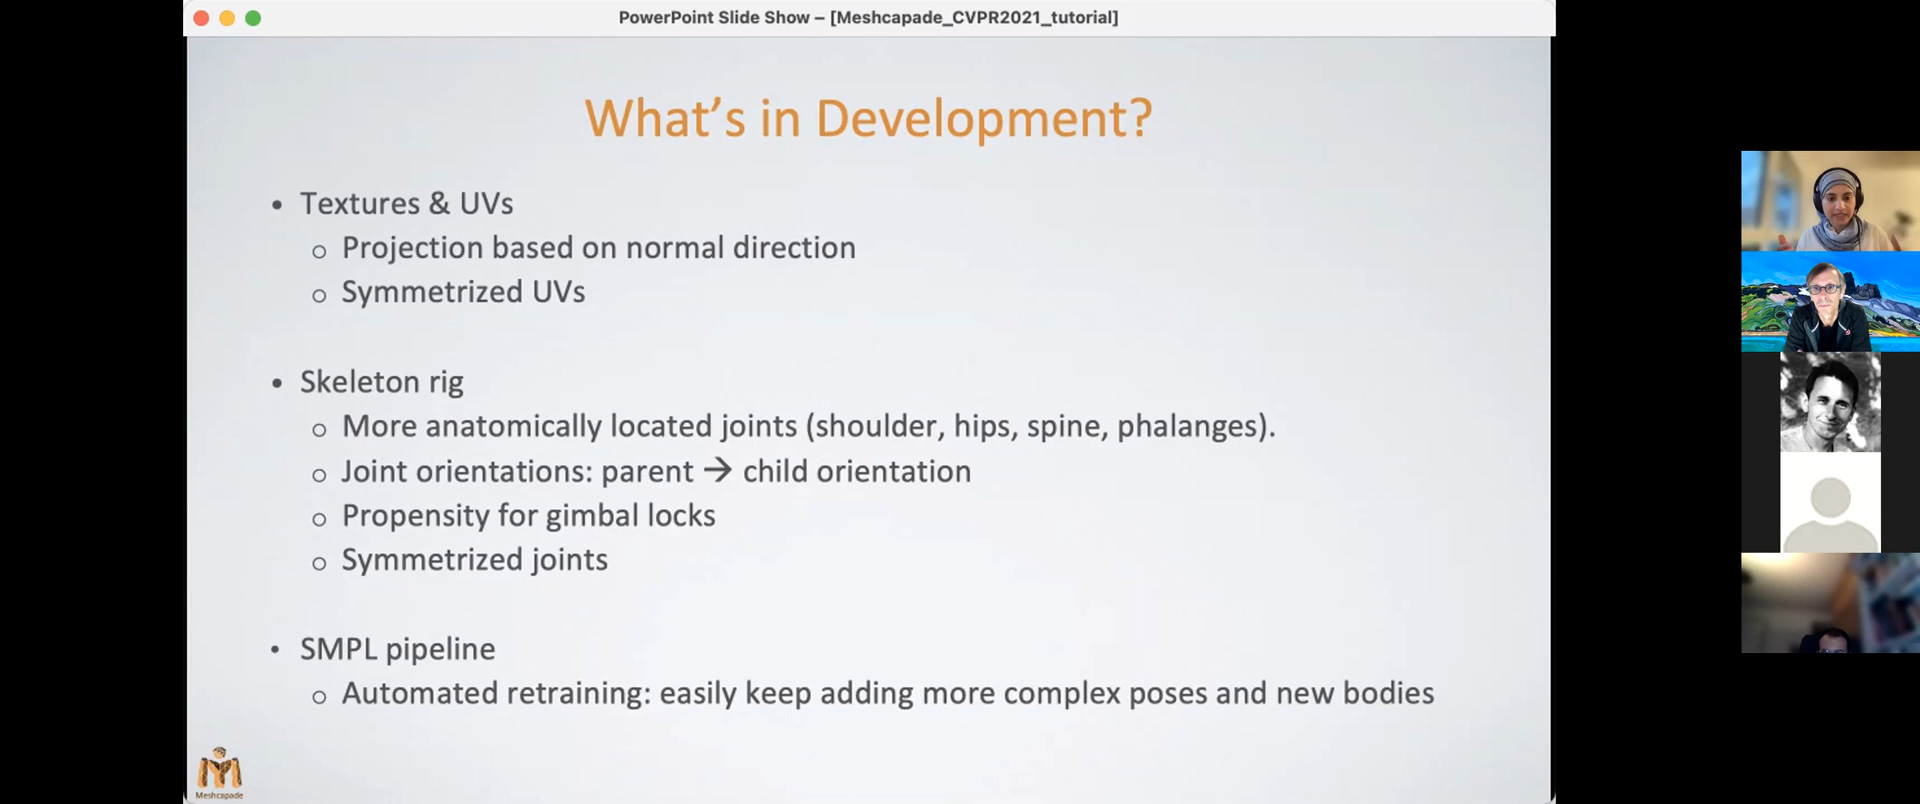 PowerPoint Slide Show – [Meshcapade_CVPR2021_tutorial]
What's in Development?
• Textures & UVs
o Projection based on normal direction
o Symmetrized UVs
• Skeleton rig
o More anatomically located joints (shoulder, hips, spine, phalanges).
o Joint orientations: parent → child orientation
o Propensity for gimbal locks
o Symmetrized joints
• SMPL pipeline
o Automated retraining: easily keep adding more complex poses and new bodies
Meshcapade